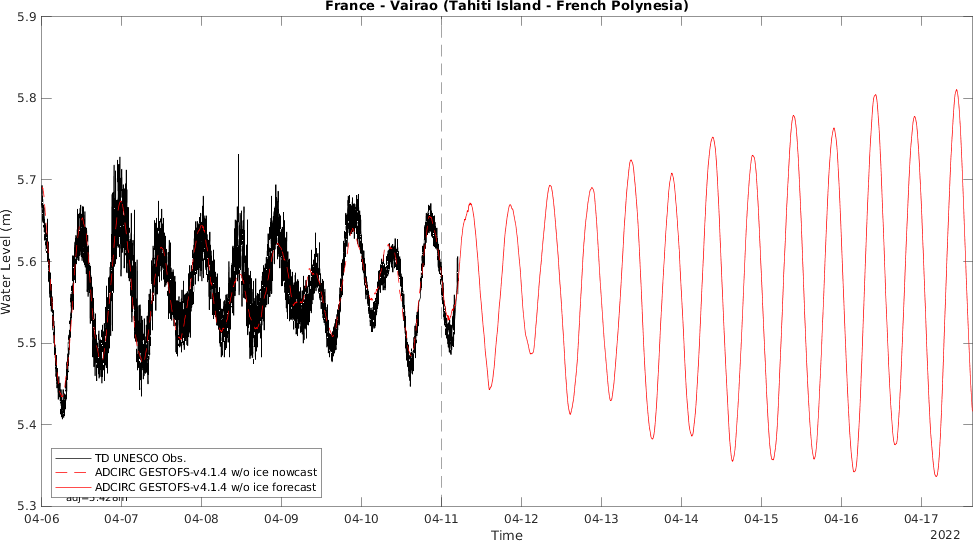 France - Vairao (Tahiti Island - French Polynesia)
5.9
5.8
5.7
5.6
5.5
5.4
5.3
Water Level (m)
TD UNESCO Obs.
ADCIRC GESTOFS-v4.1.4 w/o ice nowcast
ADCIRC GESTOFS-v4.1.4 w/o ice forecast
04-06 04-07 04-08 04-09 04-10 04-11 04-12 04-13 04-14 04-15 04-16 04-17
Time
2022